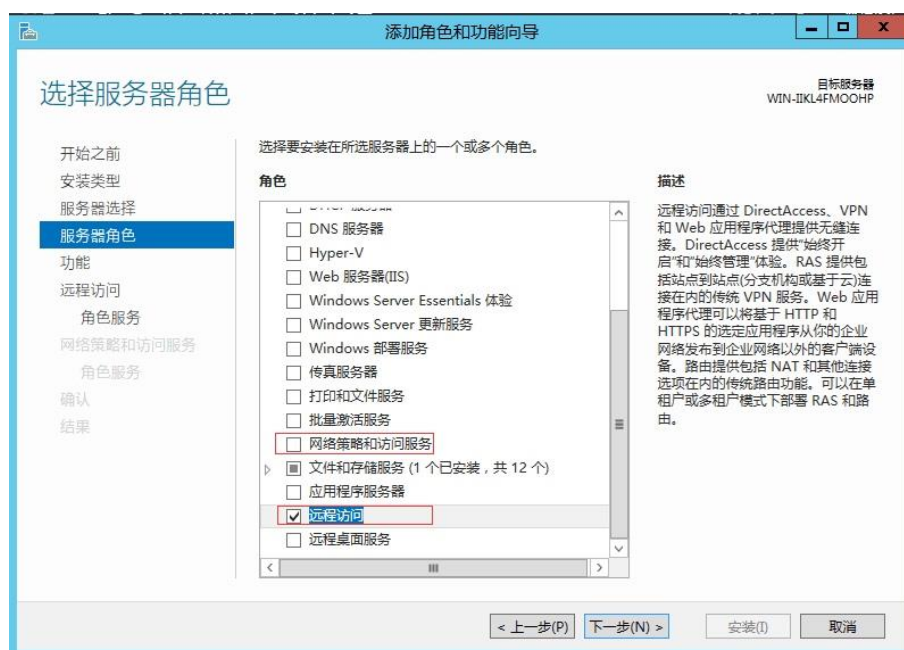 添加角色和功能向导
选择服务器角色
目标服务器
WIN-IIKL4FMOOHP
开始之前
安装类型
服务器选择
服务器角色
功能
远程访问
角色服务
网络策略和访问服务
角色服务
确认
结果
选择要安装在所选服务器上的一个或多个角色。
角色
DNS 服务器
Hyper-V
Web 服务器(IIS)
Windows Server Essentials 体验
Windows Server 更新服务
Windows 部署服务
传真服务器
打印和文件服务
批量激活服务
网络策略和访问服务
文件和存储服务 (1 个已安装，共 12 个)
应用程序服务器
远程访问
远程桌面服务
描述
远程访问通过 DirectAccess、VPN
和 Web 应用程序代理提供无缝连
接。DirectAccess 提供“始终开
启”和“始终管理”体验。RAS 提供包
括站点到站点(分支机构或基于云)连
接在内的传统 VPN 服务。Web 应用
程序代理可以将基于 HTTP 和
HTTPS 的选定应用程序从你的企业
网络发布到企业网络以外的客户端设
备。路由提供包括 NAT 和其他连接
选项在内的传统路由功能。可以在单
租户或多租户模式下部署 RAS 和路
由。
< 上一步(P)
下一步(N) >
安装(I)
取消